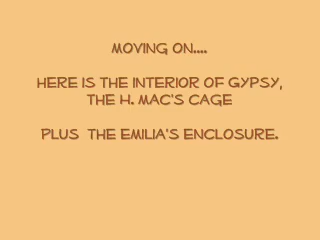 MOVING ON....
HERE IS THE INTERIOR OF GYPSY,
THE H. MAC'S CAGE
PLUS THE EMILIA'S ENCLOSURE.